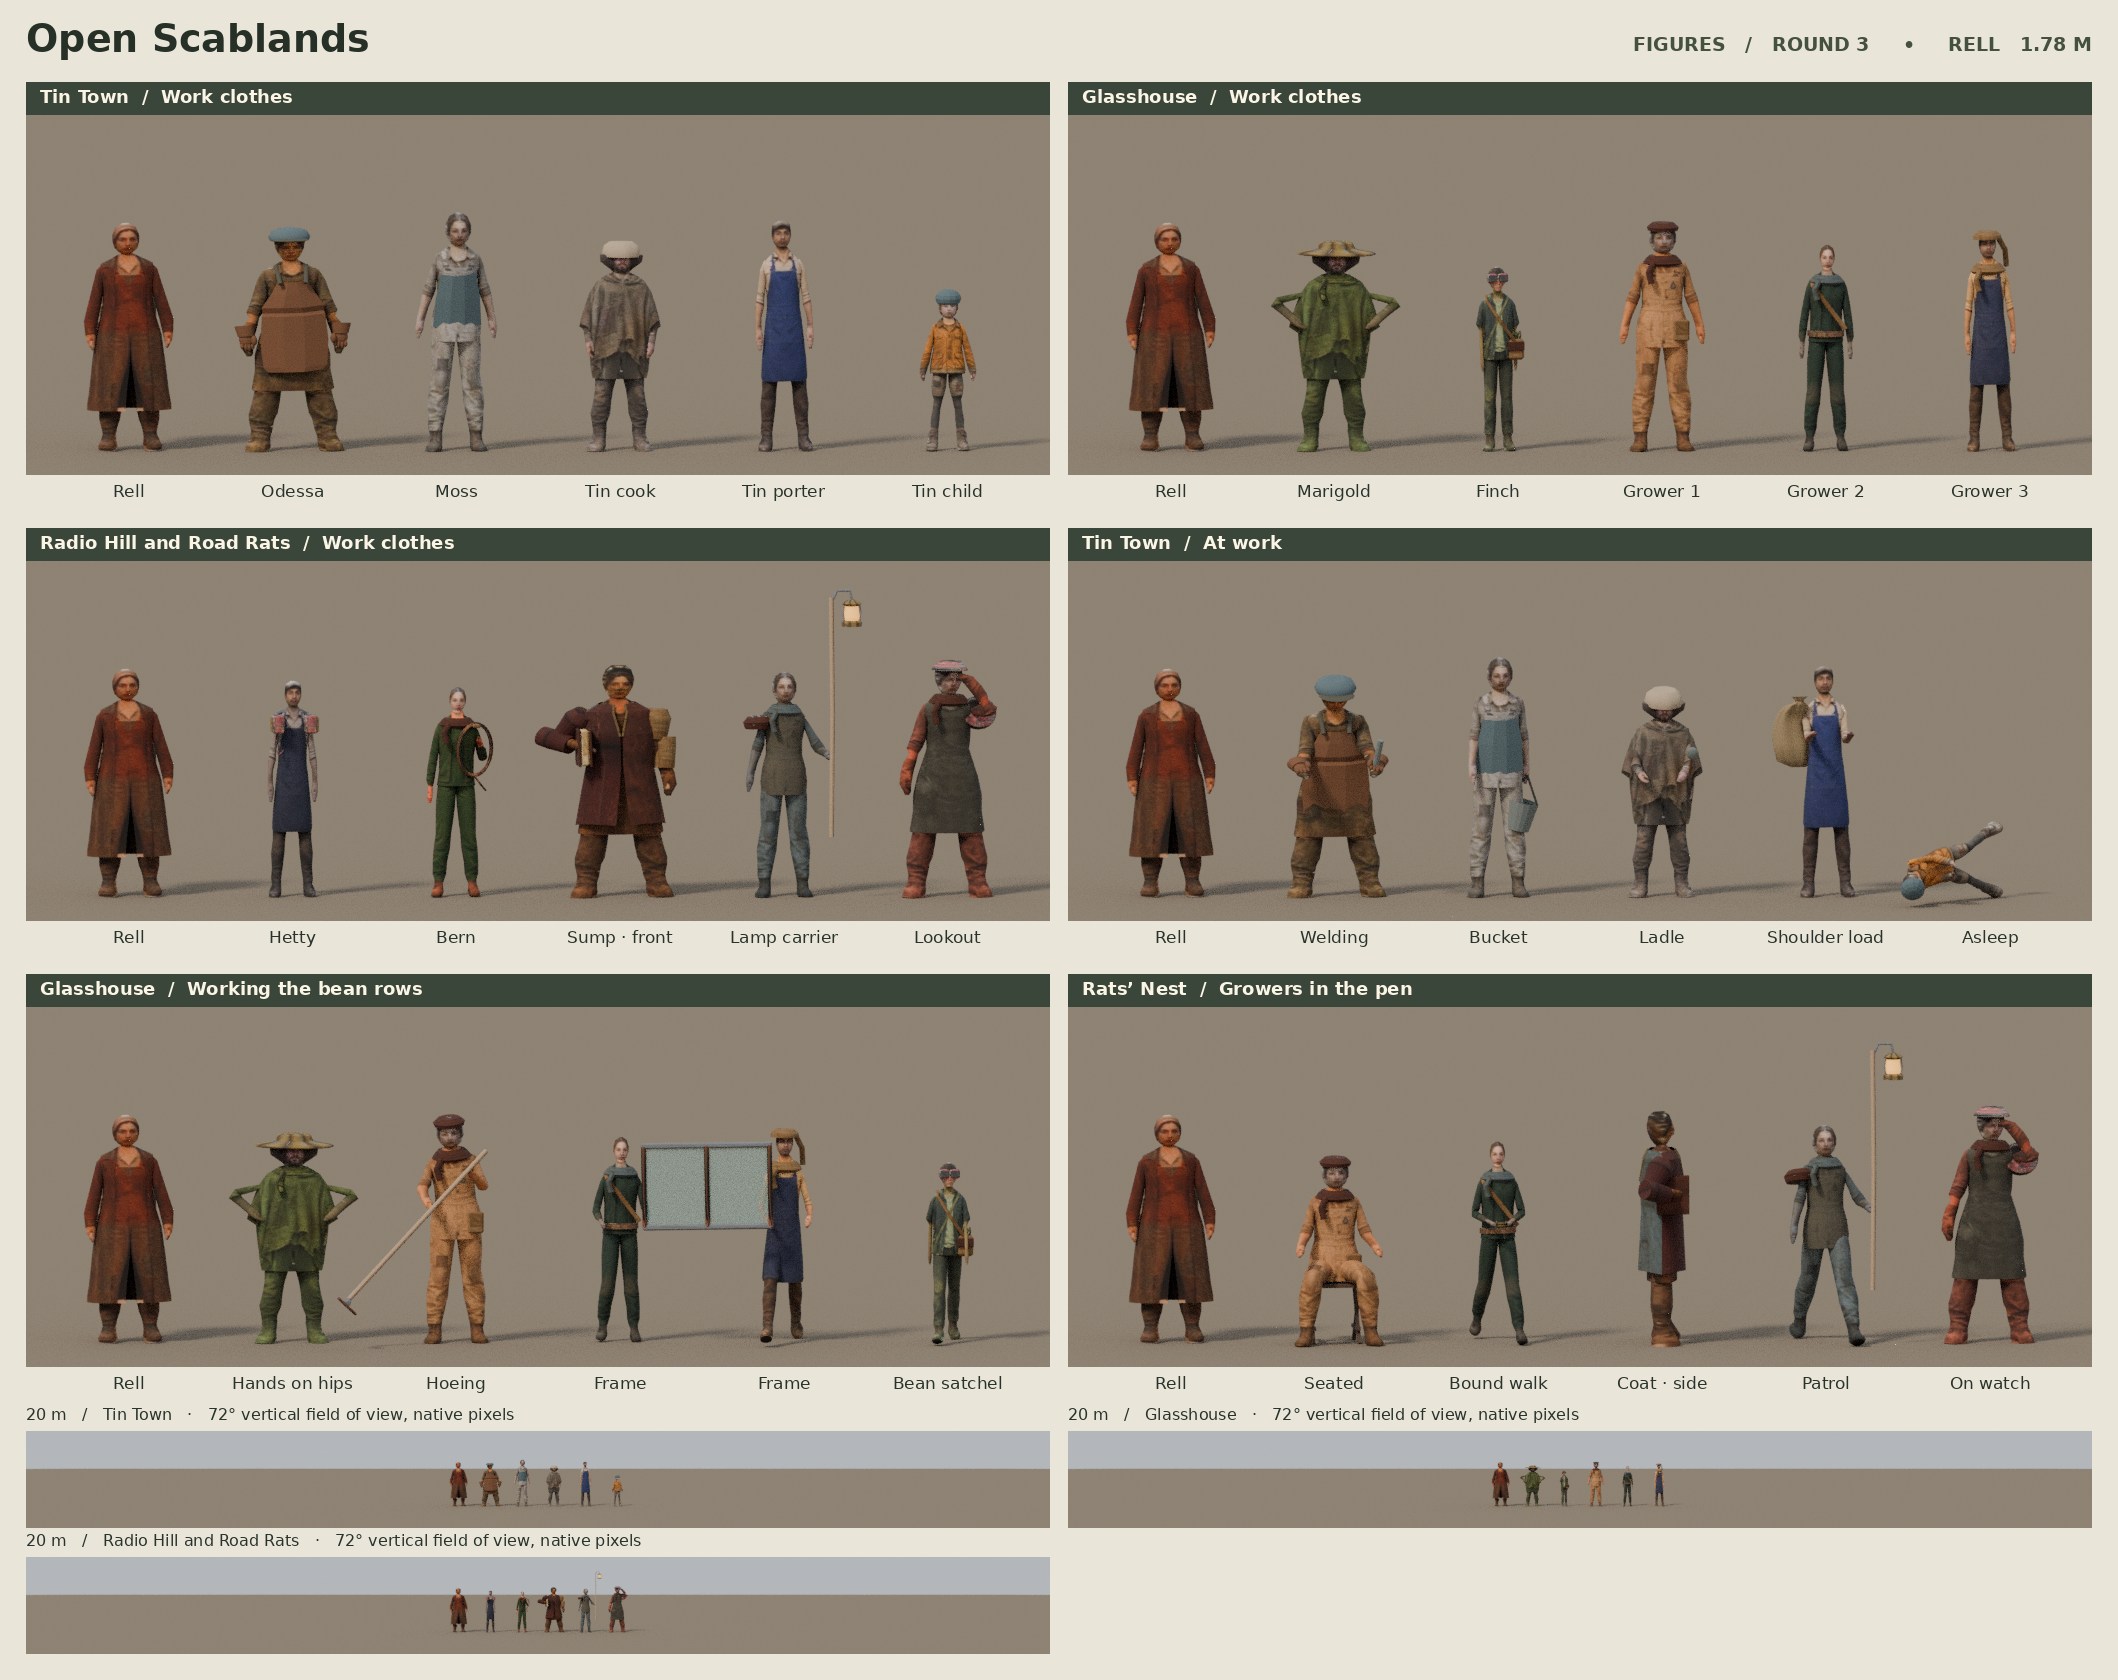 Open Scablands
FIGURES / ROUND 3 • RELL 1.78 M
Tin Town / Work clothes
Rell Odessa Moss Tin cook Tin porter Tin child
Glasshouse / Work clothes
Rell Marigold Finch Grower 1 Grower 2 Grower 3
Radio Hill and Road Rats / Work clothes
Rell Hetty Bern Sump · front Lamp carrier Lookout
Tin Town / At work
Rell Welding Bucket Ladle Shoulder load Asleep
Glasshouse / Working the bean rows
Rell Hands on hips Hoeing Frame Frame Bean satchel
Rats’ Nest / Growers in the pen
Rell Seated Bound walk Coat · side Patrol On watch
20 m / Tin Town · 72° vertical field of view, native pixels
20 m / Glasshouse · 72° vertical field of view, native pixels
20 m / Radio Hill and Road Rats · 72° vertical field of view, native pixels